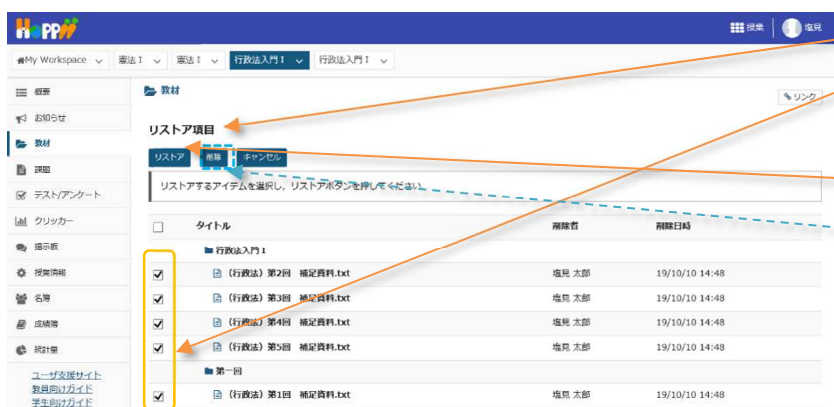 HOPPii
授業
塩見
My Workspace
憲法Ⅰ
憲法Ⅰ
行政法入門Ⅰ
行政法入門Ⅰ
概要
お知らせ
教材
課題
テスト/アンケート
クリッカー
掲示板
授業情報
名簿
成績簿
統計量
ユーザ支援サイト
教員向けガイド
学生向けガイド
教材
リンク
リストア項目
リストア 削除 キャンセル
リストアするアイテムを選択し，リストアボタンを押してください
タイトル 削除者 削除日時
行政法入門Ⅰ
（行政法）第2回 補足資料.txt 塩見 太郎 19/10/10 14:48
（行政法）第3回 補足資料.txt 塩見 太郎 19/10/10 14:48
（行政法）第4回 補足資料.txt 塩見 太郎 19/10/10 14:48
（行政法）第5回 補足資料.txt 塩見 太郎 19/10/10 14:48
第一回
（行政法）第1回 補足資料.txt 塩見 太郎 19/10/10 14:48